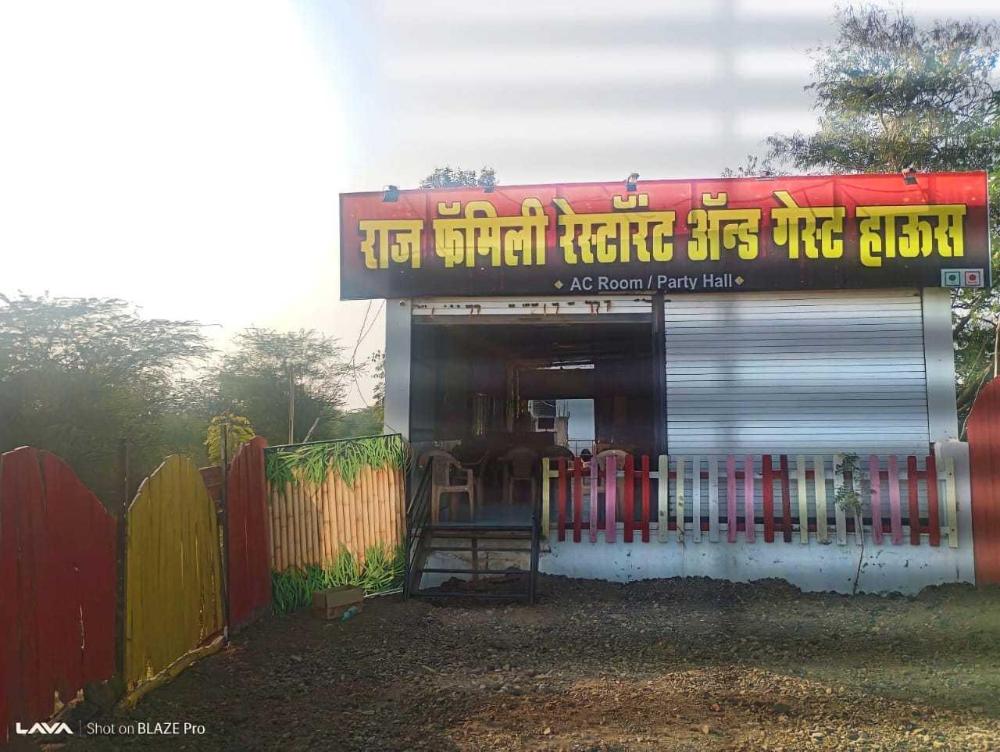 राज फॅमिली रेस्टॉरंट ॲन्ड गेस्ट हाऊस
AC Room / Party Hall
LAVA Shot on BLAZE Pro